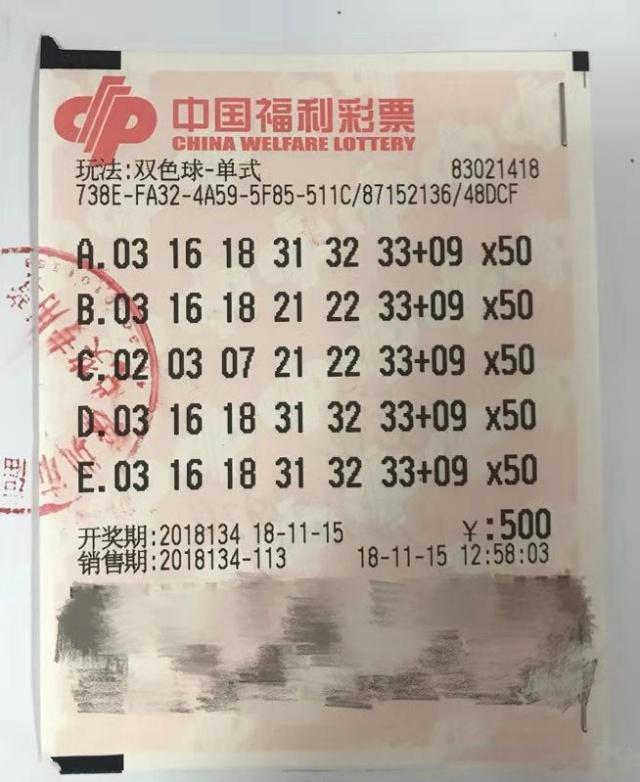 中国福利彩票
CHINA WELFARE LOTTERY
玩法:双色球-单式 83021418
738E-FA32-4A59-5F85-511C/87152136/48DCF
A.03 16 18 31 32 33+09 x50
B.03 16 18 21 22 33+09 x50
C.02 03 07 21 22 33+09 x50
D.03 16 18 31 32 33+09 x50
E.03 16 18 31 32 33+09 x50
开奖期:2018134 18-11-15 ¥:500
销售期:2018134-113 18-11-15 12:58:03